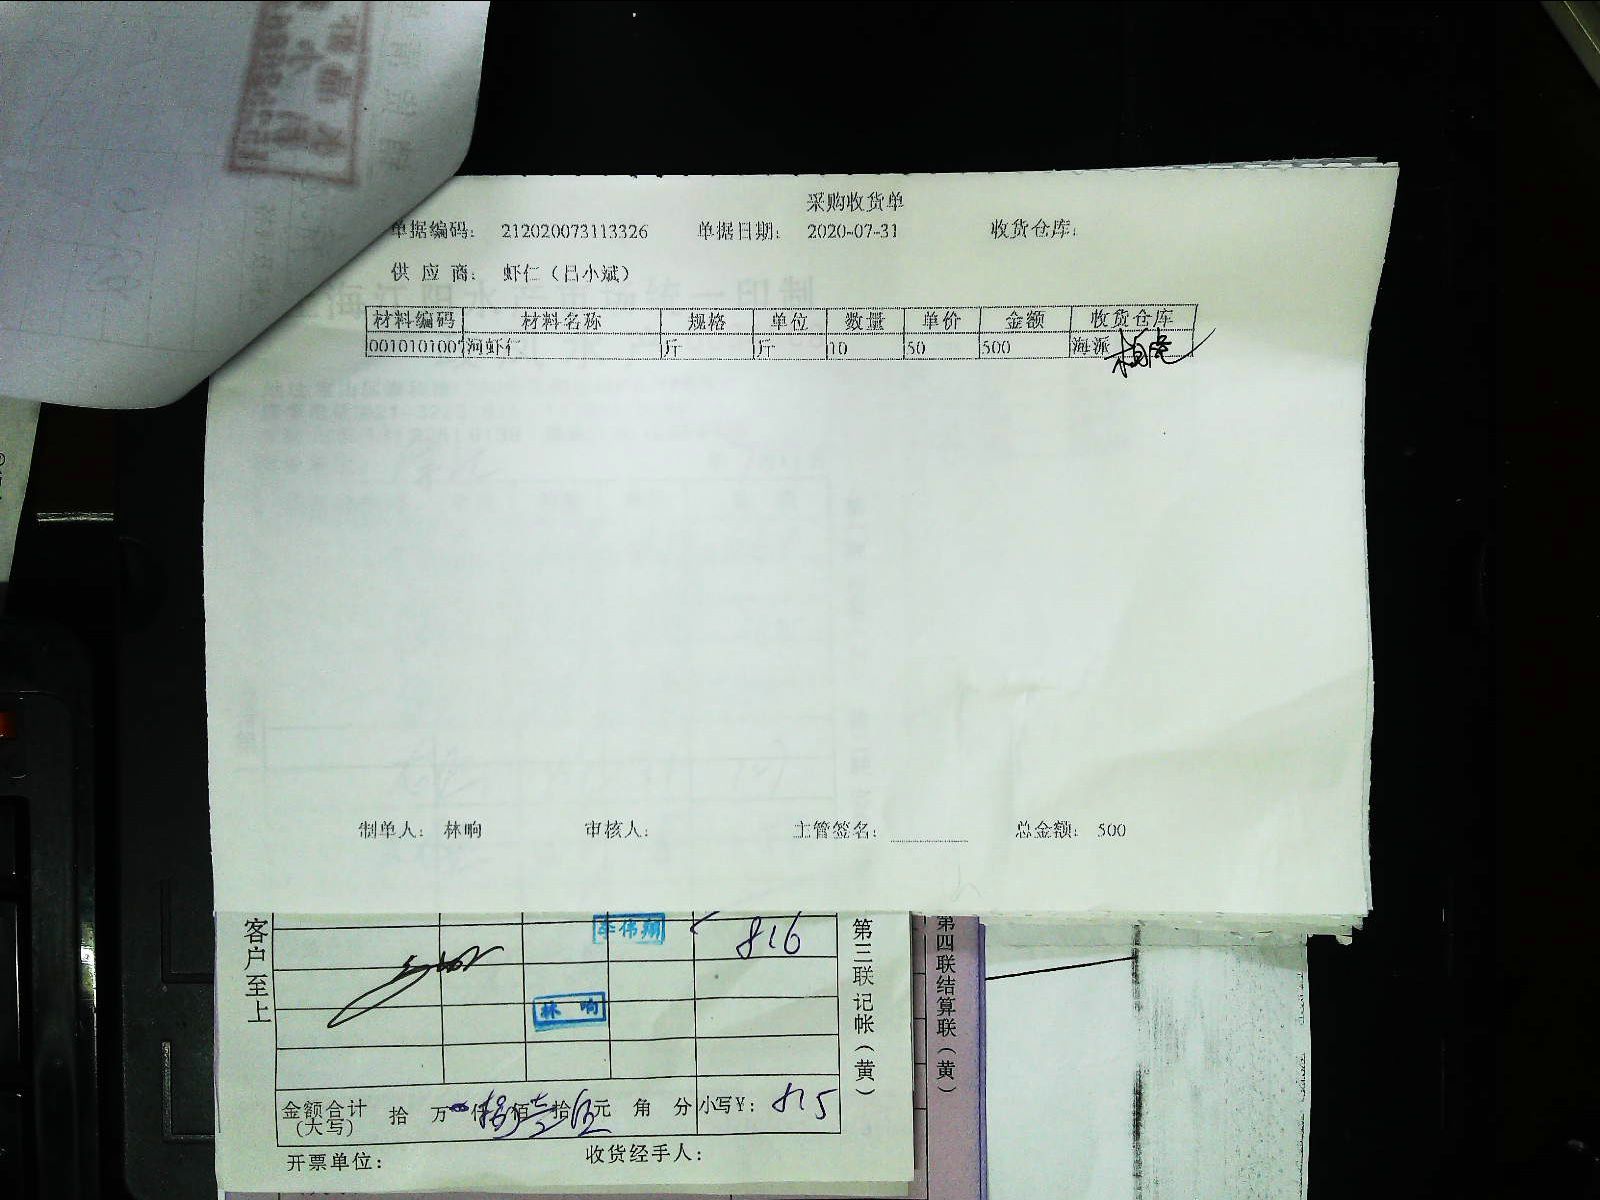 采购收货单
单据编码： 212020073113326 单据日期： 2020-07-31 收货仓库：
供 应 商： 虾仁（吕小斌）
材料编码 材料名称 规格 单位 数量 单价 金额 收货仓库
0010101007 河虾仁 斤 斤 10 50 500 海派
制单人： 林响 审核人： 主管签名： 总金额： 500
客户至上
李伟翔 816
林 响
第三联记帐（黄）
第四联结算联（黄）
金额合计（大写） 拾 万 仟 佰 拾 元 角 分 小写¥： 815
开票单位： 收货经手人：